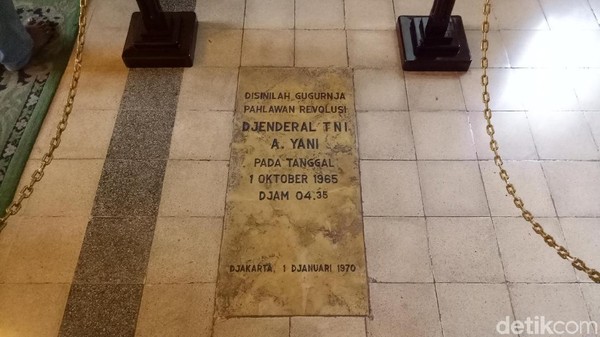 DISINILAH GUGURNJA
PAHLAWAN REVOLUSI
DJENDERAL TNI
A. YANI
PADA TANGGAL
1 OKTOBER 1965
DJAM 04.35
DJAKARTA, 1 DJANUARI 1970
detikcom